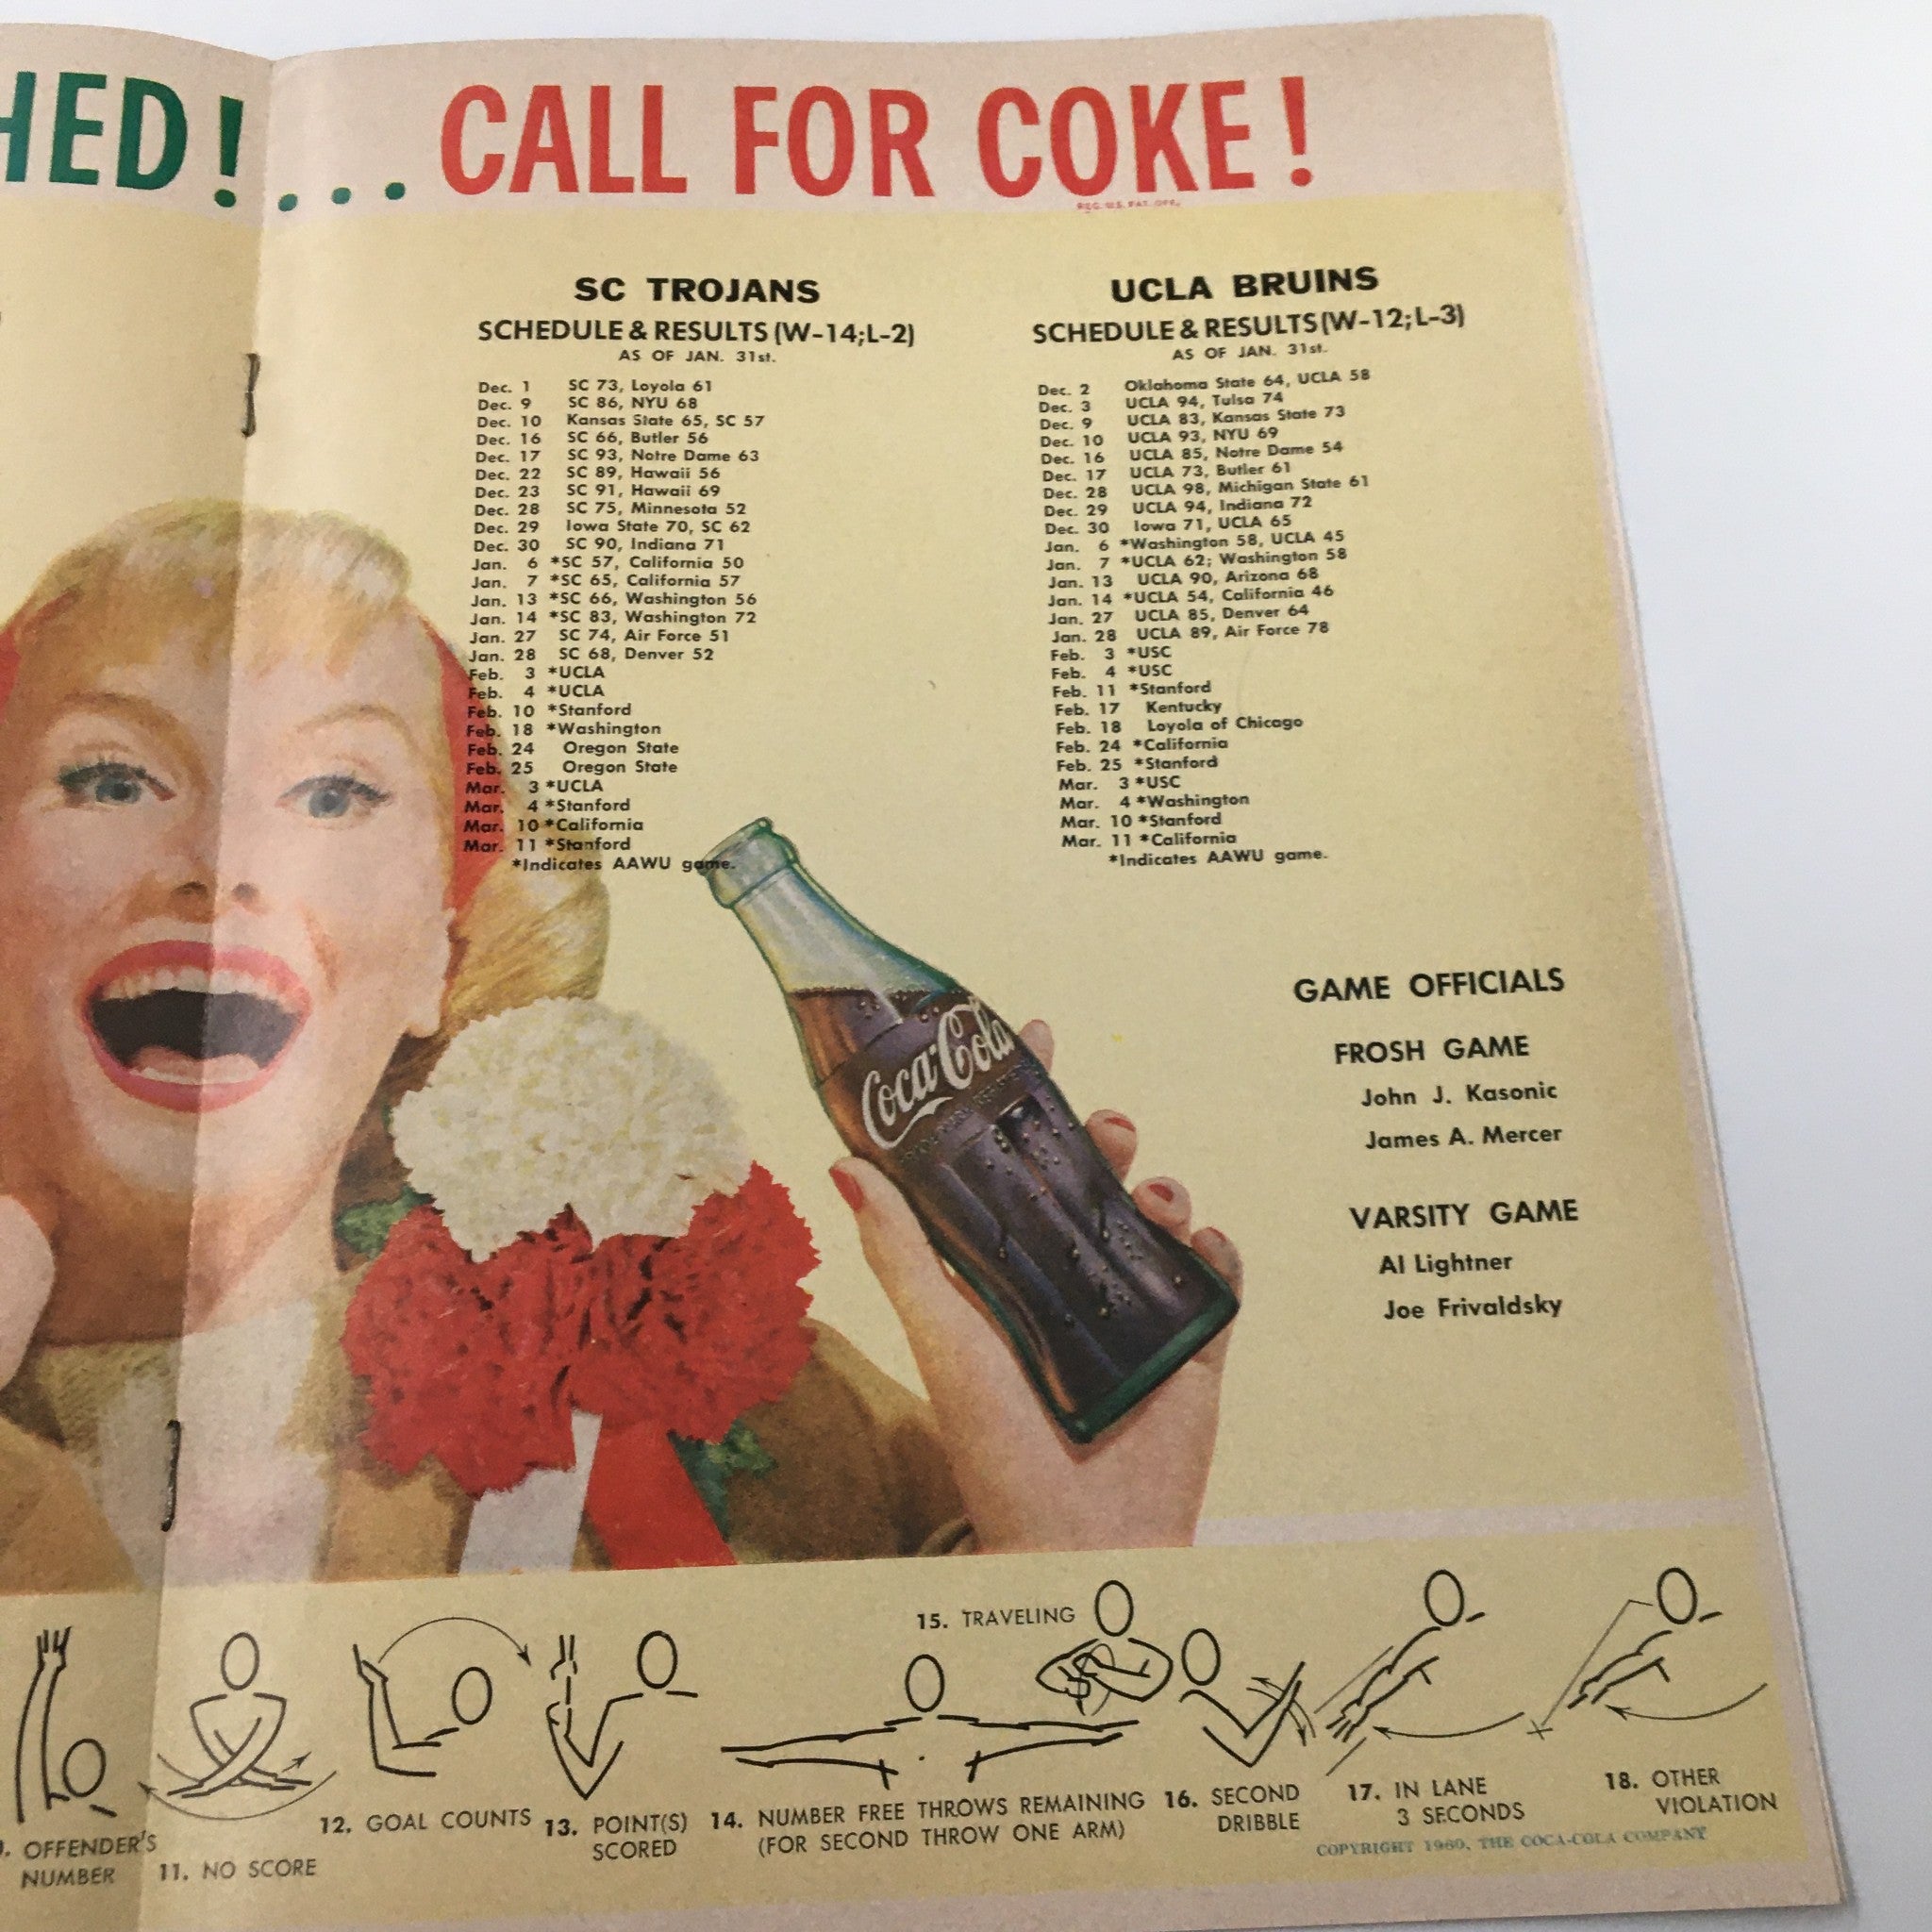 HED!... CALL FOR COKE!
REG. U.S. PAT. OFF.
SC TROJANS
SCHEDULE & RESULTS (W-14; L-2)
AS OF JAN. 31st.
Dec. 1 SC 73, Loyola 61
Dec. 9 SC 86, NYU 68
Dec. 10 Kansas State 65, SC 57
Dec. 16 SC 66, Butler 56
Dec. 17 SC 93, Notre Dame 63
Dec. 22 SC 89, Hawaii 56
Dec. 23 SC 91, Hawaii 69
Dec. 28 SC 75, Minnesota 52
Dec. 29 Iowa State 70, SC 62
Dec. 30 SC 90, Indiana 71
Jan. 6 *SC 57, California 50
Jan. 7 *SC 65, California 57
Jan. 13 *SC 66, Washington 56
Jan. 14 *SC 83, Washington 72
Jan. 27 SC 74, Air Force 51
Jan. 28 SC 68, Denver 52
Feb. 3 *UCLA
Feb. 4 *UCLA
Feb. 10 *Stanford
Feb. 18 *Washington
Feb. 24 Oregon State
Feb. 25 Oregon State
Mar. 3 *UCLA
Mar. 4 *Stanford
Mar. 10 *California
Mar. 11 *Stanford
*Indicates AAWU game.
UCLA BRUINS
SCHEDULE & RESULTS (W-12; L-3)
AS OF JAN. 31st.
Dec. 2 Oklahoma State 64, UCLA 58
Dec. 3 UCLA 94, Tulsa 74
Dec. 9 UCLA 83, Kansas State 73
Dec. 10 UCLA 93, NYU 69
Dec. 16 UCLA 85, Notre Dame 54
Dec. 17 UCLA 73, Butler 61
Dec. 28 UCLA 98, Michigan State 61
Dec. 29 UCLA 94, Indiana 72
Dec. 30 Iowa 71, UCLA 65
Jan. 6 *Washington 58, UCLA 45
Jan. 7 *UCLA 62; Washington 58
Jan. 13 UCLA 90, Arizona 68
Jan. 14 *UCLA 54, California 46
Jan. 27 UCLA 85, Denver 64
Jan. 28 UCLA 89, Air Force 78
Feb. 3 *USC
Feb. 4 *USC
Feb. 11 *Stanford
Feb. 17 Kentucky
Feb. 18 Loyola of Chicago
Feb. 24 *California
Feb. 25 *Stanford
Mar. 3 *USC
Mar. 4 *Washington
Mar. 10 *Stanford
Mar. 11 *California
*Indicates AAWU game.
Coca-Cola
GAME OFFICIALS
FROSH GAME
John J. Kasonic
James A. Mercer
VARSITY GAME
Al Lightner
Joe Frivaldsky
OFFENDER'S
NUMBER
11. NO SCORE
12. GOAL COUNTS
13. POINT(S)
SCORED
14. NUMBER FREE THROWS REMAINING
(FOR SECOND THROW ONE ARM)
15. TRAVELING
16. SECOND
DRIBBLE
17. IN LANE
3 SECONDS
18. OTHER
VIOLATION
COPYRIGHT 1960, THE COCA-COLA COMPANY